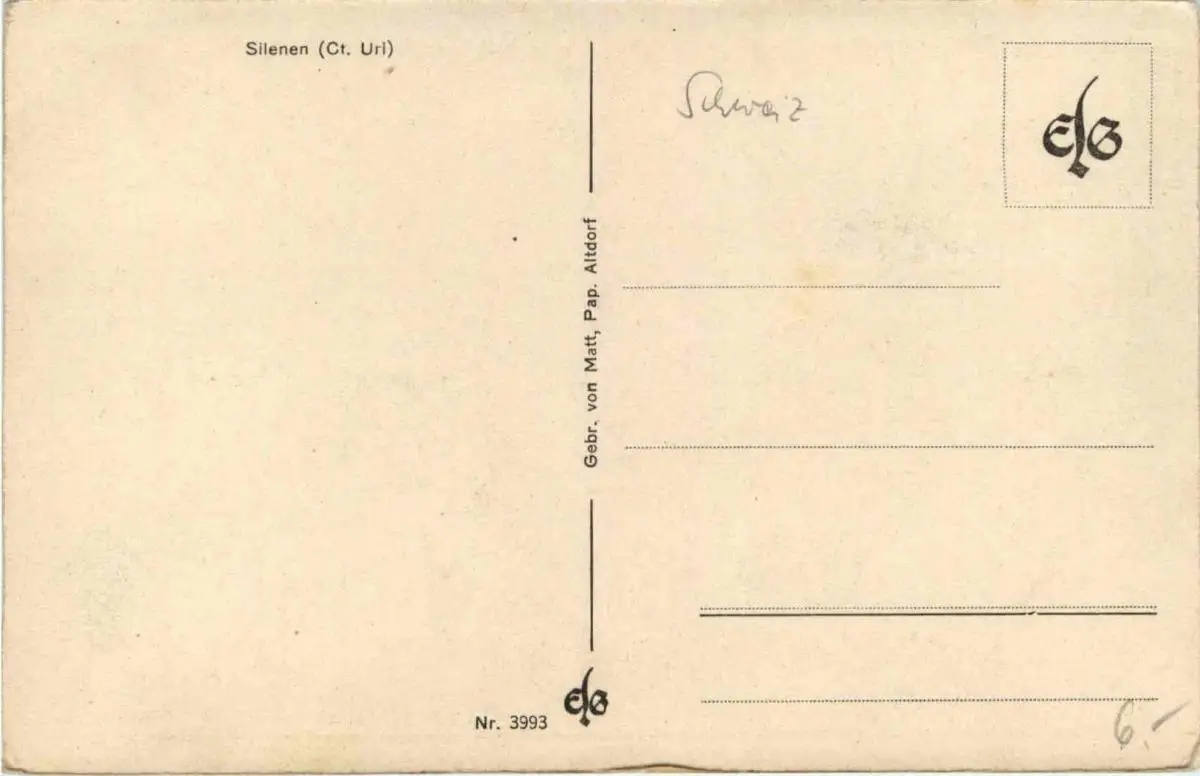 Silenen (Ct. Uri)
Gebr. von Matt, Pap. Altdorf
Nr. 3993
Schweiz
6.-